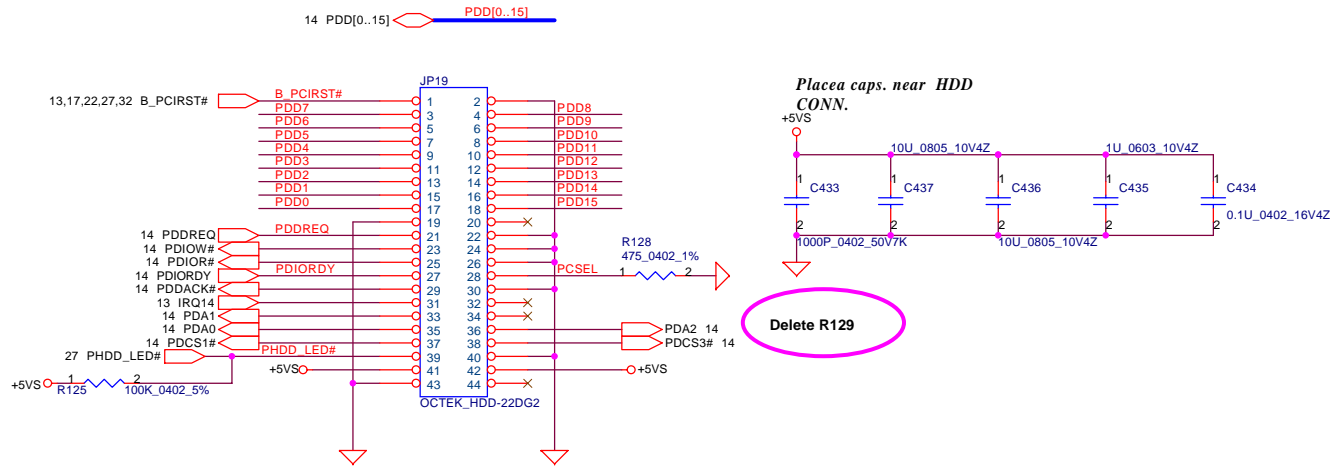 14 PDD[0..15] PDD[0..15]
JP19
13,17,22,27,32 B_PCIRST# B_PCIRST# 1 2
PDD7 3 4 PDD8
PDD6 5 6 PDD9
PDD5 7 8 PDD10
PDD4 9 10 PDD11
PDD3 11 12 PDD12
PDD2 13 14 PDD13
PDD1 15 16 PDD14
PDD0 17 18 PDD15
19 20
14 PDDREQ PDDREQ 21 22
14 PDIOW# 23 24
14 PDIOR# 25 26
14 PDIORDY PDIORDY 27 28 PCSEL
14 PDDACK# 29 30
13 IRQ14 31 32
14 PDA1 33 34
14 PDA0 35 36 PDA2 14
14 PDCS1# 37 38 PDCS3# 14
27 PHDD_LED# PHDD_LED# 39 40
+5VS 41 42 +5VS
43 44
OCTEK_HDD-22DG2
+5VS 1 2
R125 100K_0402_5%
R128
475_0402_1%
1 2
Placea caps. near HDD
CONN.
+5VS
10U_0805_10V4Z 1U_0603_10V4Z
1 1 1 1 1
C433 C437 C436 C435 C434
0.1U_0402_16V4Z
2 2 2 2 2
1000P_0402_50V7K 10U_0805_10V4Z
Delete R129